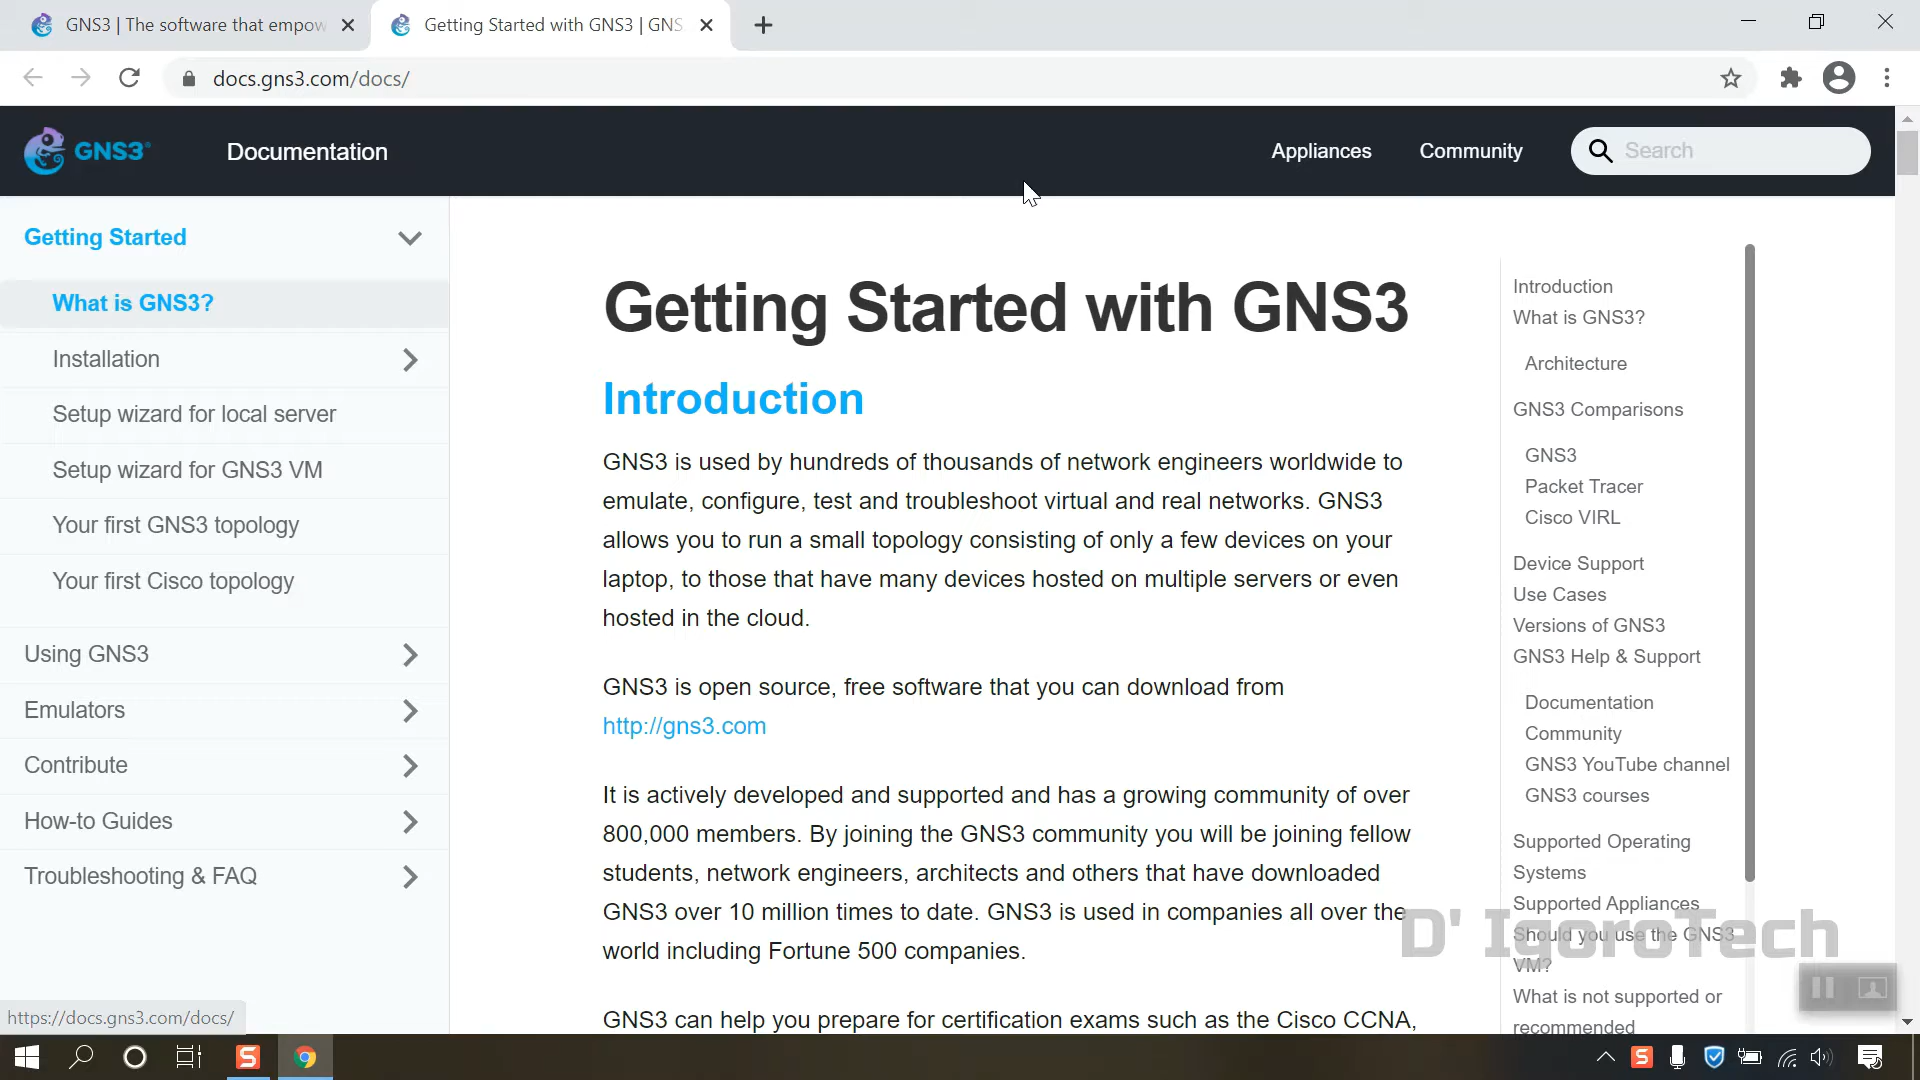 GNS3 | The software that empow
Getting Started with GNS3 | GNS
docs.gns3.com/docs/
GNS3
Documentation
Appliances
Community
Search
Getting Started
What is GNS3?
Installation
Setup wizard for local server
Setup wizard for GNS3 VM
Your first GNS3 topology
Your first Cisco topology
Using GNS3
Emulators
Contribute
How-to Guides
Troubleshooting & FAQ
https://docs.gns3.com/docs/
Getting Started with GNS3
Introduction
GNS3 is used by hundreds of thousands of network engineers worldwide to
emulate, configure, test and troubleshoot virtual and real networks. GNS3
allows you to run a small topology consisting of only a few devices on your
laptop, to those that have many devices hosted on multiple servers or even
hosted in the cloud.
GNS3 is open source, free software that you can download from
http://gns3.com
It is actively developed and supported and has a growing community of over
800,000 members. By joining the GNS3 community you will be joining fellow
students, network engineers, architects and others that have downloaded
GNS3 over 10 million times to date. GNS3 is used in companies all over the
world including Fortune 500 companies.
GNS3 can help you prepare for certification exams such as the Cisco CCNA,
Introduction
What is GNS3?
Architecture
GNS3 Comparisons
GNS3
Packet Tracer
Cisco VIRL
Device Support
Use Cases
Versions of GNS3
GNS3 Help & Support
Documentation
Community
GNS3 YouTube channel
GNS3 courses
Supported Operating
Systems
Supported Appliances
Should you use the GNS3
VM?
What is not supported or
recommended
D' IgoroTech